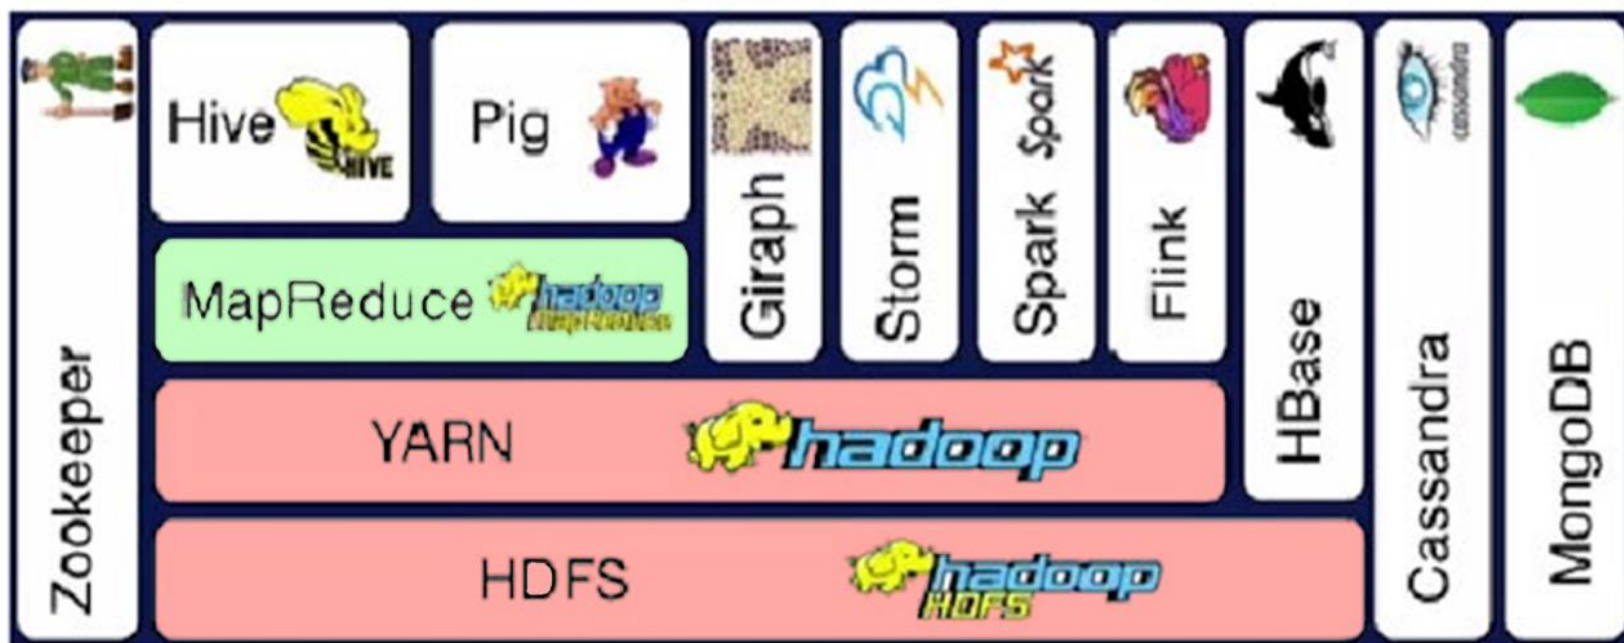 Zookeeper
Hive
HIVE
Pig
Giraph
Storm
Spark
Spark
Flink
HBase
cassandra
Cassandra
MongoDB
MapReduce
hadoop
MapReduce
YARN
hadoop
HDFS
hadoop
HDFS